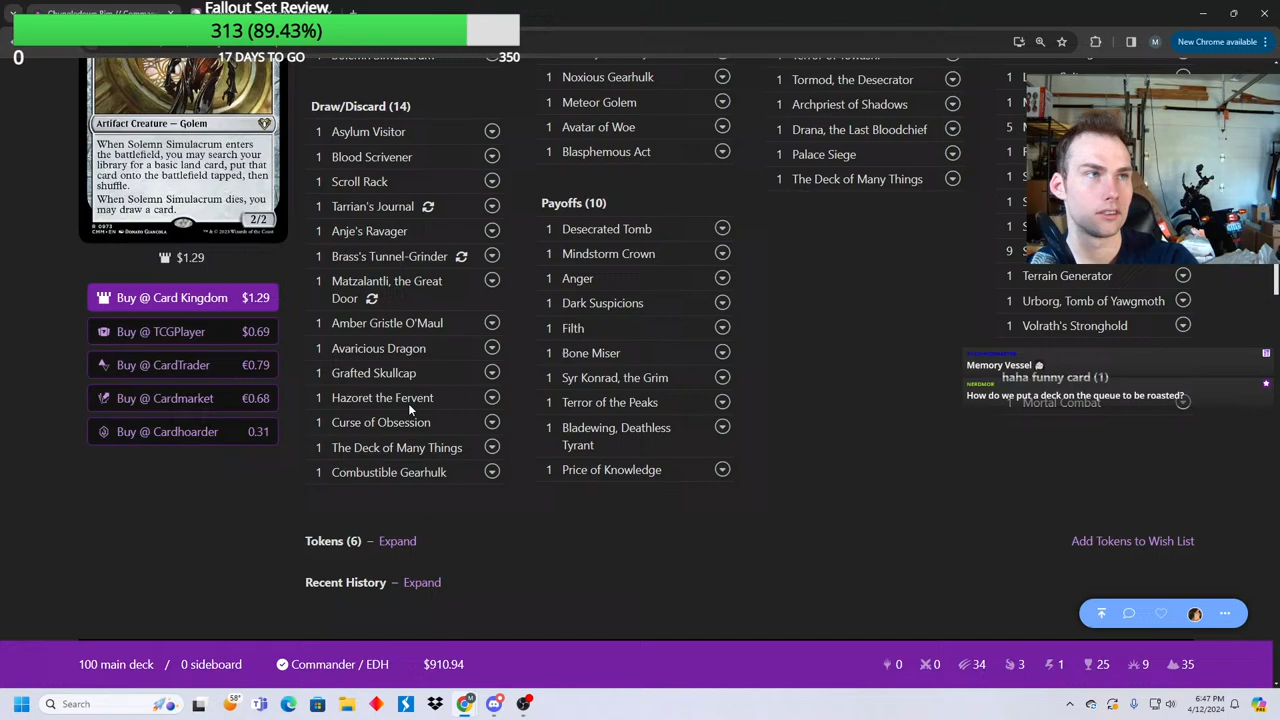 Fallout Set Review
313 (89.43%)
0
17 DAYS TO GO
350
New Chrome available
Artifact Creature — Golem
When Solemn Simulacrum enters
the battlefield, you may search your
library for a basic land card, put that
card onto the battlefield tapped, then
shuffle.
When Solemn Simulacrum dies, you
may draw a card.
2/2
$1.29
Buy @ Card Kingdom $1.29
Buy @ TCGPlayer $0.69
Buy @ CardTrader €0.79
Buy @ Cardmarket €0.68
Buy @ Cardhoarder 0.31
Draw/Discard (14)
1 Asylum Visitor
1 Blood Scrivener
1 Scroll Rack
1 Tarrian's Journal
1 Anje's Ravager
1 Brass's Tunnel-Grinder
1 Matzalantli, the Great
Door
1 Amber Gristle O'Maul
1 Avaricious Dragon
1 Grafted Skullcap
1 Hazoret the Fervent
1 Curse of Obsession
1 The Deck of Many Things
1 Combustible Gearhulk
1 Noxious Gearhulk
1 Meteor Golem
1 Avatar of Woe
1 Blasphemous Act
Payoffs (10)
1 Desecrated Tomb
1 Mindstorm Crown
1 Anger
1 Dark Suspicions
1 Filth
1 Bone Miser
1 Syr Konrad, the Grim
1 Terror of the Peaks
1 Bladewing, Deathless
Tyrant
1 Price of Knowledge
1 Tormod, the Desecrator
1 Archpriest of Shadows
1 Drana, the Last Bloodchief
1 Palace Siege
1 The Deck of Many Things
1 Terrain Generator
1 Urborg, Tomb of Yawgmoth
1 Volrath's Stronghold
Memory Vessel
haha funny card (1)
NERDMOR
How do we put a deck on the queue to be roasted?
1 Mortal Combat
Tokens (6) – Expand
Add Tokens to Wish List
Recent History – Expand
100 main deck / 0 sideboard
Commander / EDH
$910.94
0 0 34 3 1 25 9 35
Search
58°
5:47 PM
4/12/2024